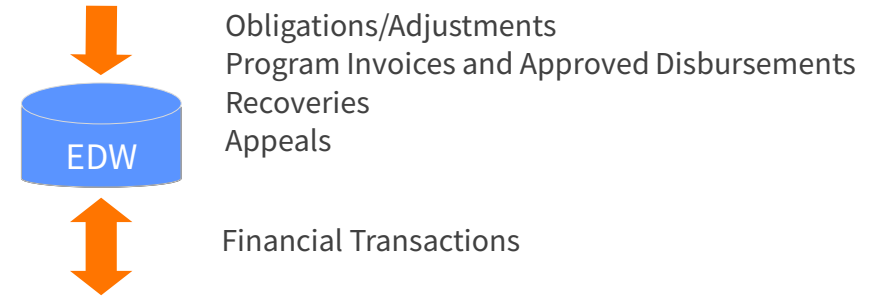 Obligations/Adjustments
Program Invoices and Approved Disbursements
Recoveries
Appeals
EDW
Financial Transactions